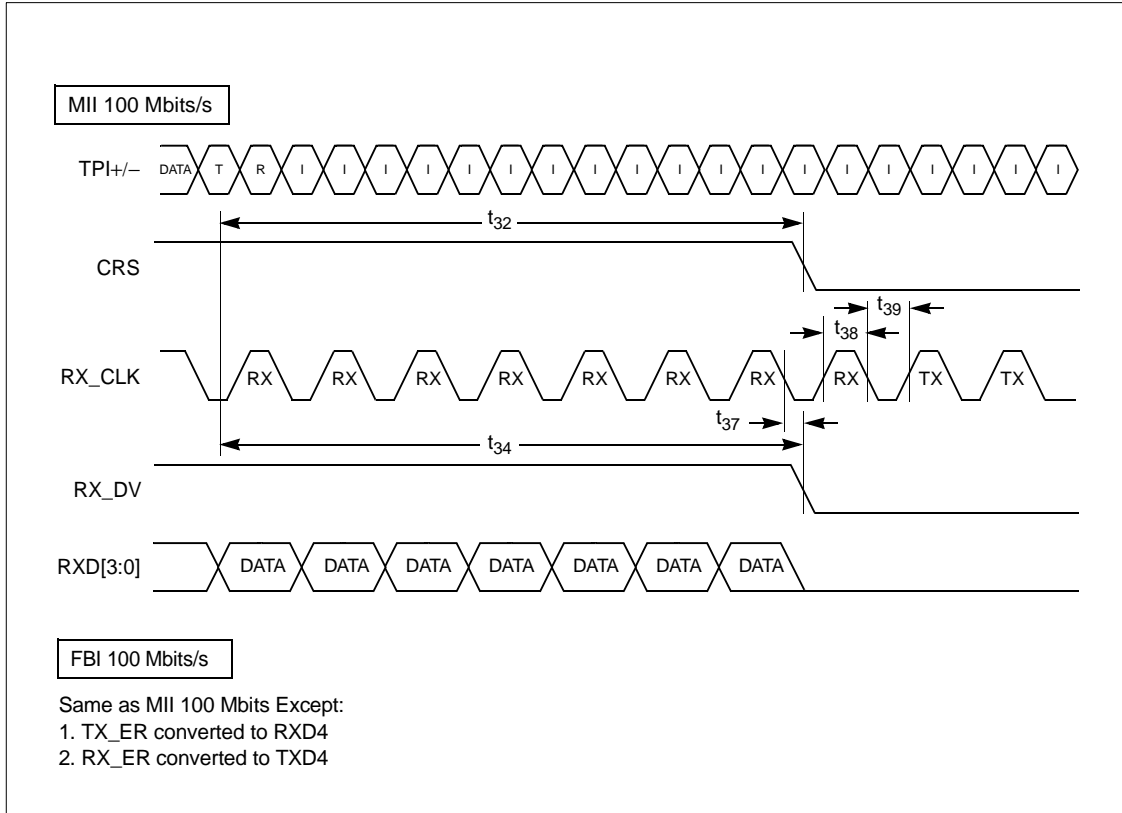 MII 100 Mbits/s
TPI+/− DATA T R I I I I I I I I I I I I I I I I I I I
t32
CRS
t39
t38
RX_CLK RX RX RX RX RX RX RX RX TX TX
t37
t34
RX_DV
RXD[3:0] DATA DATA DATA DATA DATA DATA DATA
FBI 100 Mbits/s
Same as MII 100 Mbits Except:
1. TX_ER converted to RXD4
2. RX_ER converted to TXD4